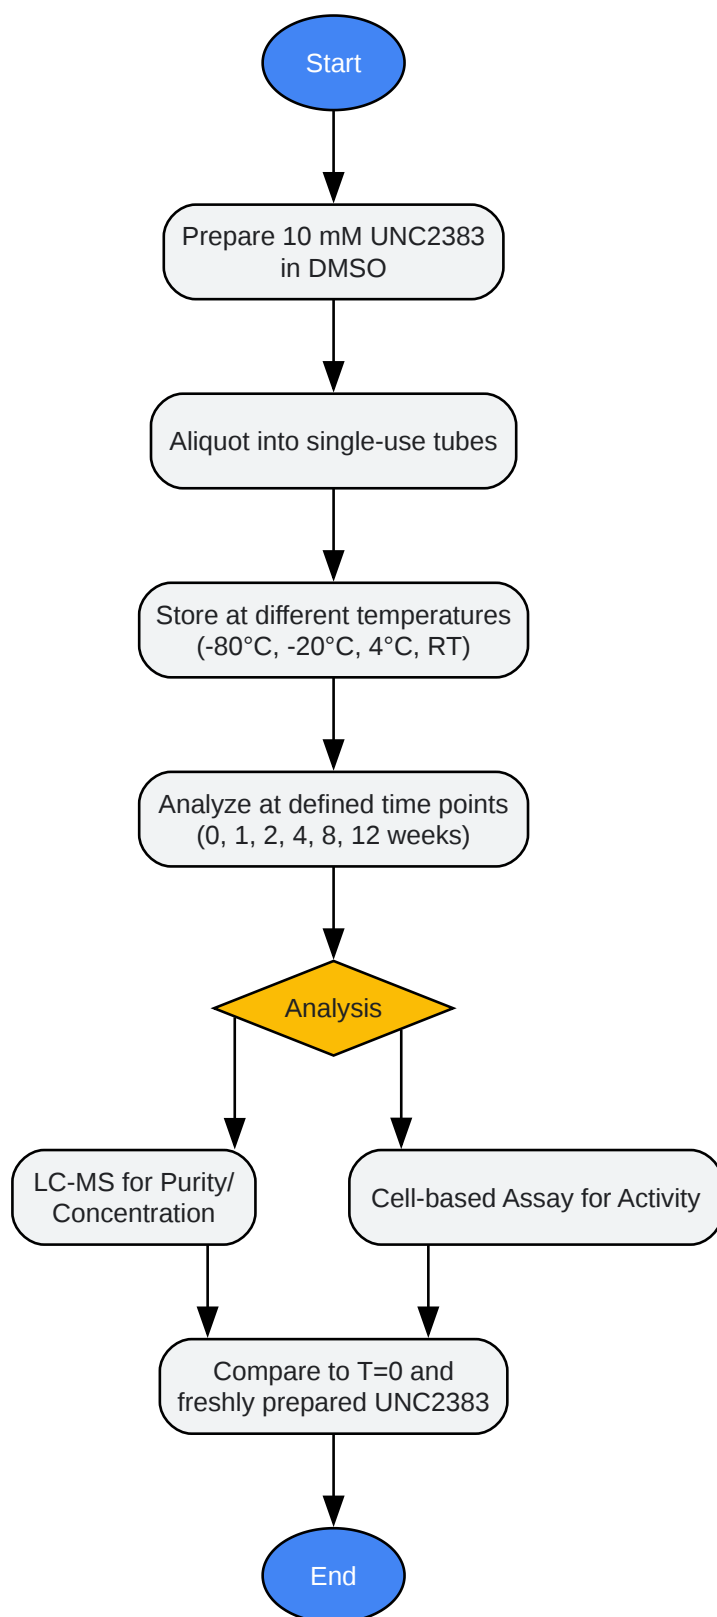 Start
Prepare 10 mM UNC2383
in DMSO
Aliquot into single-use tubes
Store at different temperatures
(-80°C, -20°C, 4°C, RT)
Analyze at defined time points
(0, 1, 2, 4, 8, 12 weeks)
Analysis
LC-MS for Purity/
Concentration
Cell-based Assay for Activity
Compare to T=0 and
freshly prepared UNC2383
End